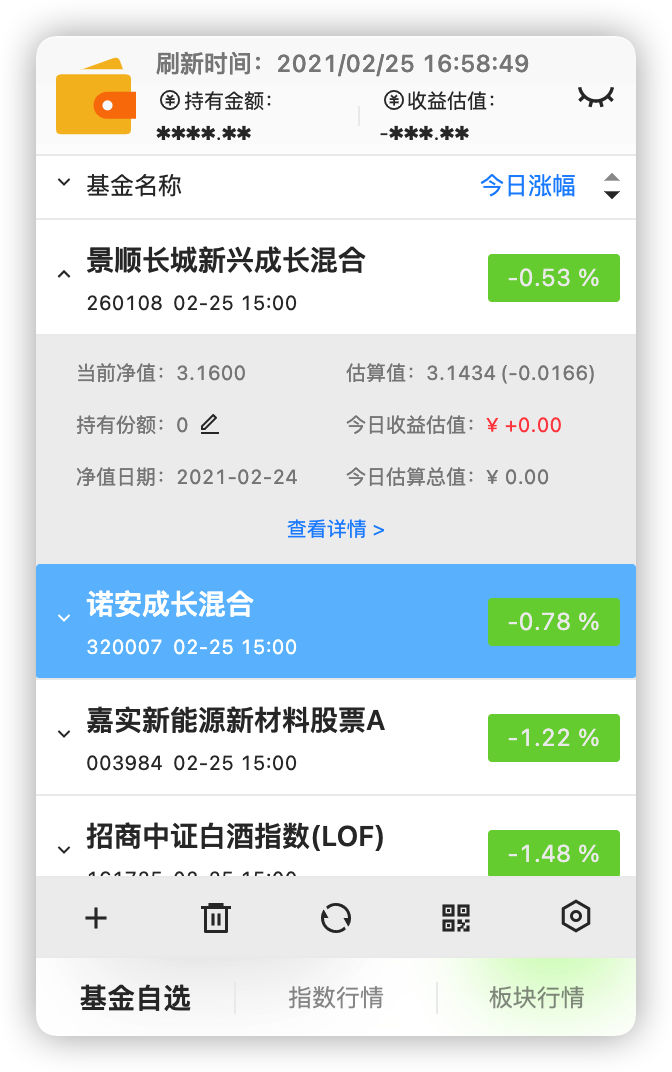 刷新时间：2021/02/25 16:58:49
持有金额：
收益估值：
****.**
-***.**
基金名称
今日涨幅
景顺长城新兴成长混合
-0.53 %
260108 02-25 15:00
当前净值：3.1600
估算值：3.1434 (-0.0166)
持有份额：0
今日收益估值：¥ +0.00
净值日期：2021-02-24
今日估算总值：¥ 0.00
查看详情 >
诺安成长混合
-0.78 %
320007 02-25 15:00
嘉实新能源新材料股票A
-1.22 %
003984 02-25 15:00
招商中证白酒指数(LOF)
-1.48 %
基金自选
指数行情
板块行情